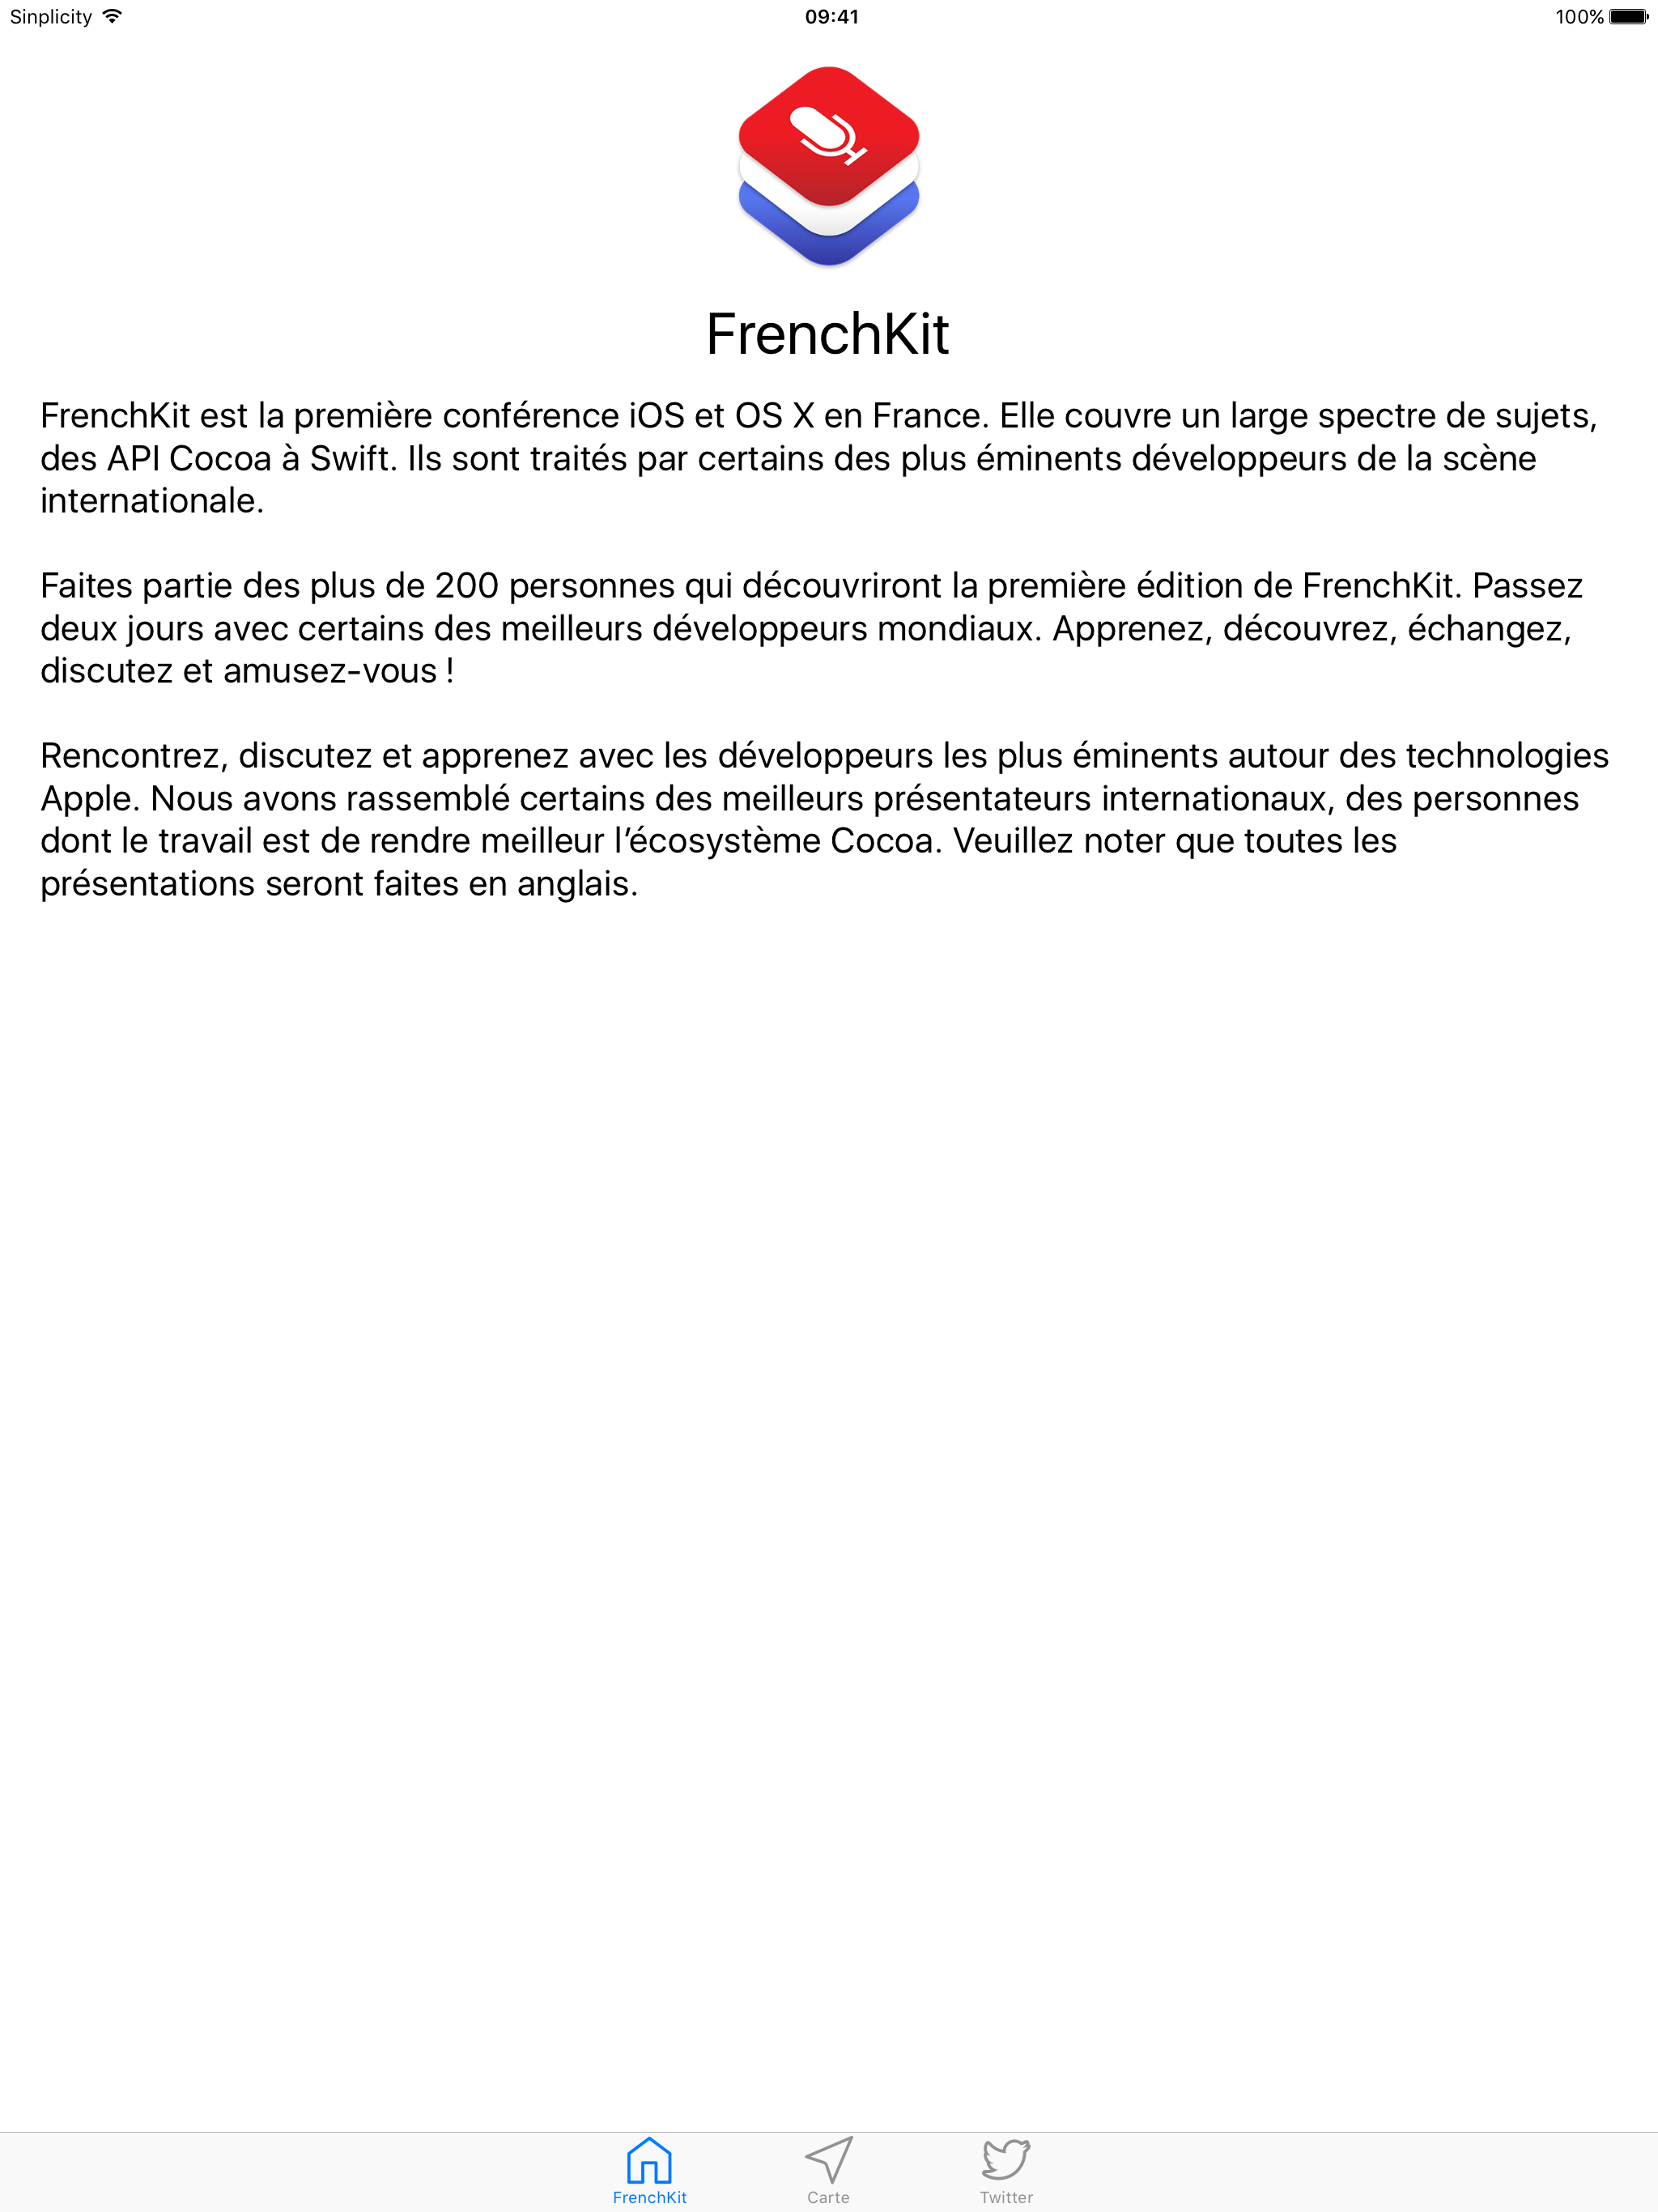 Sinplicity 09:41 100%
FrenchKit
FrenchKit est la première conférence iOS et OS X en France. Elle couvre un large spectre de sujets,
des API Cocoa à Swift. Ils sont traités par certains des plus éminents développeurs de la scène
internationale.
Faites partie des plus de 200 personnes qui découvriront la première édition de FrenchKit. Passez
deux jours avec certains des meilleurs développeurs mondiaux. Apprenez, découvrez, échangez,
discutez et amusez-vous !
Rencontrez, discutez et apprenez avec les développeurs les plus éminents autour des technologies
Apple. Nous avons rassemblé certains des meilleurs présentateurs internationaux, des personnes
dont le travail est de rendre meilleur l’écosystème Cocoa. Veuillez noter que toutes les
présentations seront faites en anglais.
FrenchKit Carte Twitter